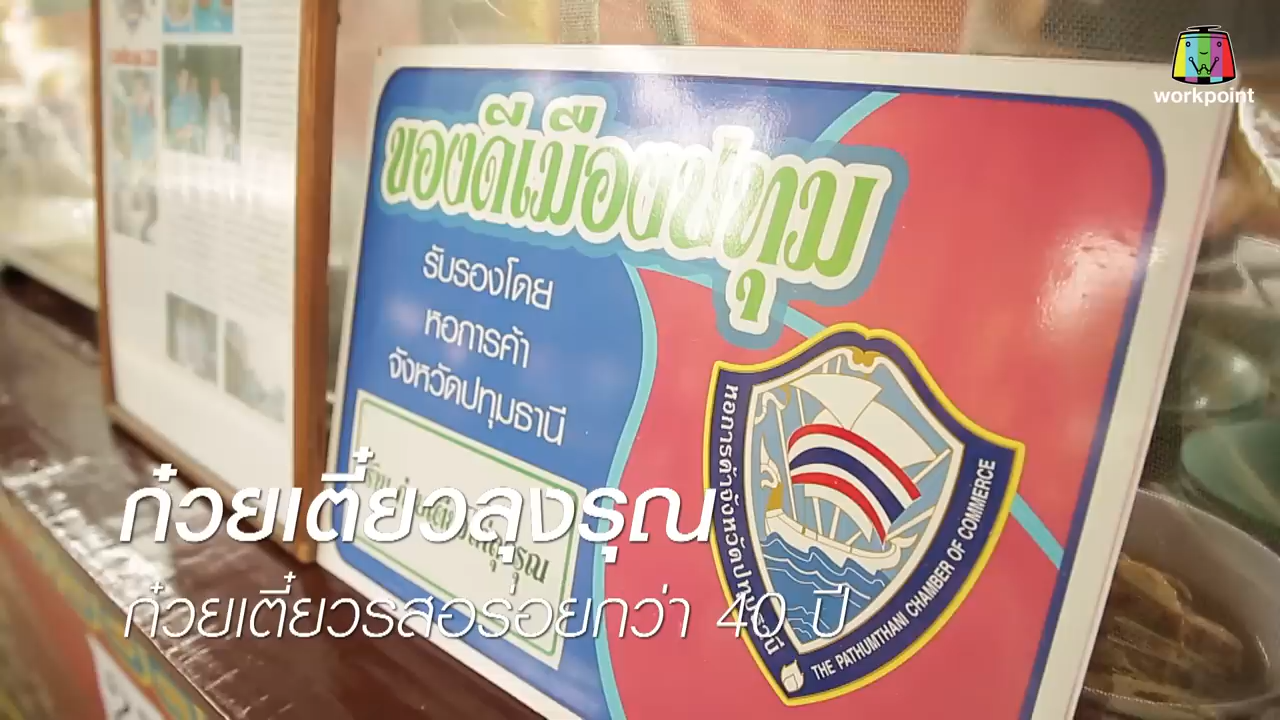 workpoint
ของดีเมืองปทุม
รับรองโดย
หอการค้า
จังหวัดปทุมธานี
หอการค้าจังหวัดปทุมธานี
THE PATHUMTHANI CHAMBER OF COMMERCE
ก๋วยเตี๋ยวลุงรุณ
ก๋วยเตี๋ยวรสอร่อยกว่า 40 ปี